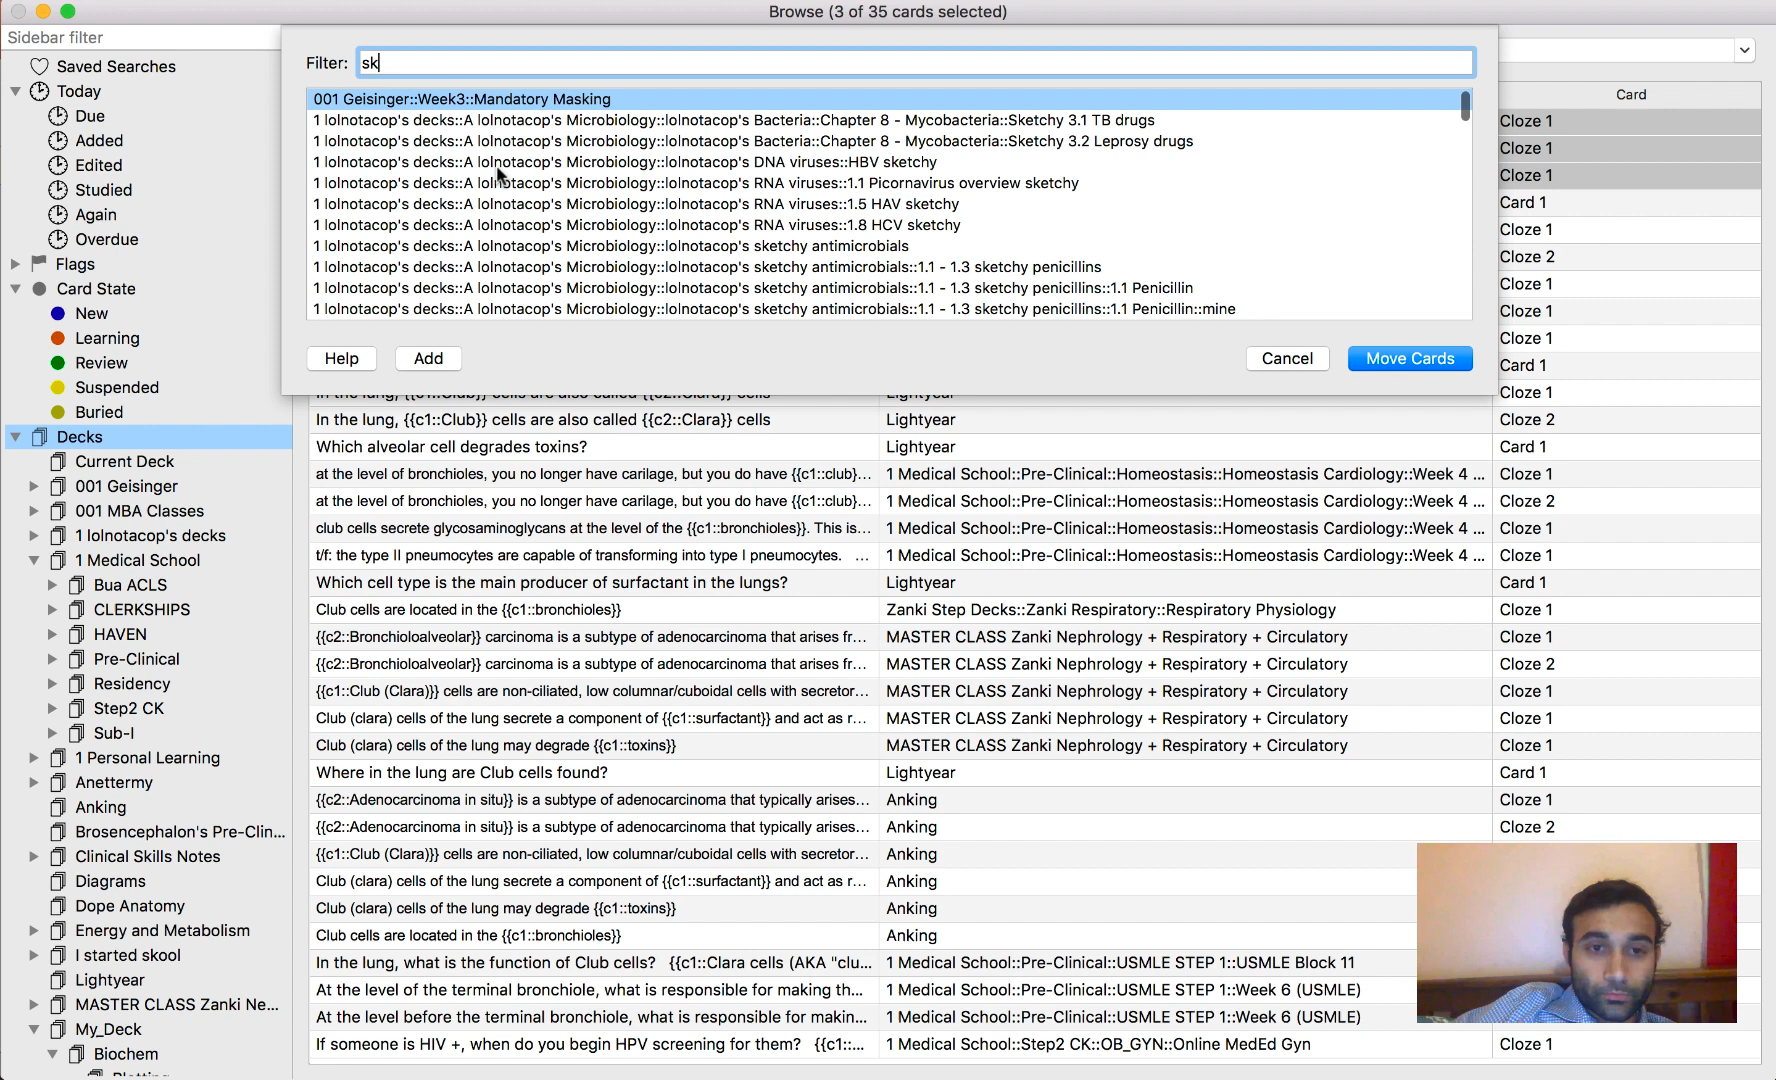 Browse (3 of 35 cards selected)
Sidebar filter
Saved Searches
Today
Due
Added
Edited
Studied
Again
Overdue
Flags
Card State
New
Learning
Review
Suspended
Buried
Decks
Current Deck
001 Geisinger
001 MBA Classes
1 lolnotacop's decks
1 Medical School
Bua ACLS
CLERKSHIPS
HAVEN
Pre-Clinical
Residency
Step2 CK
Sub-I
1 Personal Learning
Anettermy
Anking
Brosencephalon's Pre-Clin...
Clinical Skills Notes
Diagrams
Dope Anatomy
Energy and Metabolism
I started skool
Lightyear
MASTER CLASS Zanki Ne...
My_Deck
Biochem
Filter: sk
001 Geisinger::Week3::Mandatory Masking
1 lolnotacop's decks::A lolnotacop's Microbiology::lolnotacop's Bacteria::Chapter 8 - Mycobacteria::Sketchy 3.1 TB drugs
1 lolnotacop's decks::A lolnotacop's Microbiology::lolnotacop's Bacteria::Chapter 8 - Mycobacteria::Sketchy 3.2 Leprosy drugs
1 lolnotacop's decks::A lolnotacop's Microbiology::lolnotacop's DNA viruses::HBV sketchy
1 lolnotacop's decks::A lolnotacop's Microbiology::lolnotacop's RNA viruses::1.1 Picornavirus overview sketchy
1 lolnotacop's decks::A lolnotacop's Microbiology::lolnotacop's RNA viruses::1.5 HAV sketchy
1 lolnotacop's decks::A lolnotacop's Microbiology::lolnotacop's RNA viruses::1.8 HCV sketchy
1 lolnotacop's decks::A lolnotacop's Microbiology::lolnotacop's sketchy antimicrobials
1 lolnotacop's decks::A lolnotacop's Microbiology::lolnotacop's sketchy antimicrobials::1.1 - 1.3 sketchy penicillins
1 lolnotacop's decks::A lolnotacop's Microbiology::lolnotacop's sketchy antimicrobials::1.1 - 1.3 sketchy penicillins::1.1 Penicillin
1 lolnotacop's decks::A lolnotacop's Microbiology::lolnotacop's sketchy antimicrobials::1.1 - 1.3 sketchy penicillins::1.1 Penicillin::mine
Help Add Cancel Move Cards
Card
Cloze 1
Cloze 1
Cloze 1
Card 1
Cloze 1
Cloze 2
Cloze 1
Cloze 1
Cloze 1
Card 1
In the lung, {{c1::Club}} cells are also called {{c2::Clara}} cells Lightyear Cloze 1
In the lung, {{c1::Club}} cells are also called {{c2::Clara}} cells Lightyear Cloze 2
Which alveolar cell degrades toxins? Lightyear Card 1
at the level of bronchioles, you no longer have carilage, but you do have {{c1::club}... 1 Medical School::Pre-Clinical::Homeostasis::Homeostasis Cardiology::Week 4 ... Cloze 1
at the level of bronchioles, you no longer have carilage, but you do have {{c1::club}... 1 Medical School::Pre-Clinical::Homeostasis::Homeostasis Cardiology::Week 4 ... Cloze 2
club cells secrete glycosaminoglycans at the level of the {{c1::bronchioles}}. This is... 1 Medical School::Pre-Clinical::Homeostasis::Homeostasis Cardiology::Week 4 ... Cloze 1
t/f: the type II pneumocytes are capable of transforming into type I pneumocytes. ... 1 Medical School::Pre-Clinical::Homeostasis::Homeostasis Cardiology::Week 4 ... Cloze 1
Which cell type is the main producer of surfactant in the lungs? Lightyear Card 1
Club cells are located in the {{c1::bronchioles}} Zanki Step Decks::Zanki Respiratory::Respiratory Physiology Cloze 1
{{c2::Bronchioloalveolar}} carcinoma is a subtype of adenocarcinoma that arises fr... MASTER CLASS Zanki Nephrology + Respiratory + Circulatory Cloze 1
{{c2::Bronchioloalveolar}} carcinoma is a subtype of adenocarcinoma that arises fr... MASTER CLASS Zanki Nephrology + Respiratory + Circulatory Cloze 2
{{c1::Club (Clara)}} cells are non-ciliated, low columnar/cuboidal cells with secretor... MASTER CLASS Zanki Nephrology + Respiratory + Circulatory Cloze 1
Club (clara) cells of the lung secrete a component of {{c1::surfactant}} and act as r... MASTER CLASS Zanki Nephrology + Respiratory + Circulatory Cloze 1
Club (clara) cells of the lung may degrade {{c1::toxins}} MASTER CLASS Zanki Nephrology + Respiratory + Circulatory Cloze 1
Where in the lung are Club cells found? Lightyear Card 1
{{c2::Adenocarcinoma in situ}} is a subtype of adenocarcinoma that typically arises... Anking Cloze 1
{{c2::Adenocarcinoma in situ}} is a subtype of adenocarcinoma that typically arises... Anking Cloze 2
{{c1::Club (Clara)}} cells are non-ciliated, low columnar/cuboidal cells with secretor... Anking
Club (clara) cells of the lung secrete a component of {{c1::surfactant}} and act as r... Anking
Club (clara) cells of the lung may degrade {{c1::toxins}} Anking
Club cells are located in the {{c1::bronchioles}} Anking
In the lung, what is the function of Club cells? {{c1::Clara cells (AKA "clu... 1 Medical School::Pre-Clinical::USMLE STEP 1::USMLE Block 11
At the level of the terminal bronchiole, what is responsible for making th... 1 Medical School::Pre-Clinical::USMLE STEP 1::Week 6 (USMLE)
At the level before the terminal bronchiole, what is responsible for makin... 1 Medical School::Pre-Clinical::USMLE STEP 1::Week 6 (USMLE)
If someone is HIV +, when do you begin HPV screening for them? {{c1::... 1 Medical School::Step2 CK::OB_GYN::Online MedEd Gyn Cloze 1